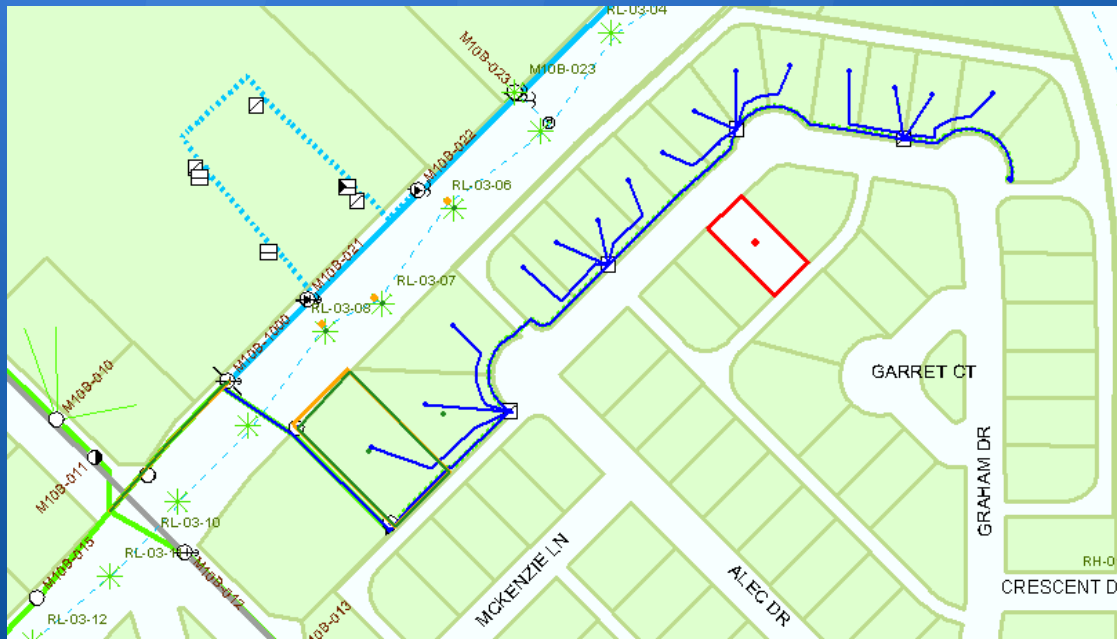 RL-03-04
M10B-023
M10B-023
M10B-022
RL-03-06
M10B-021
RL-03-07
RL-03-08
M10B-1000
M10B-010
GARRET CT
GRAHAM DR
M10B-011
RL-03-10
M10B-015
M10B-012
RH-0
ALEC DR
CRESCENT D
MCKENZIE LN
RL-03-12